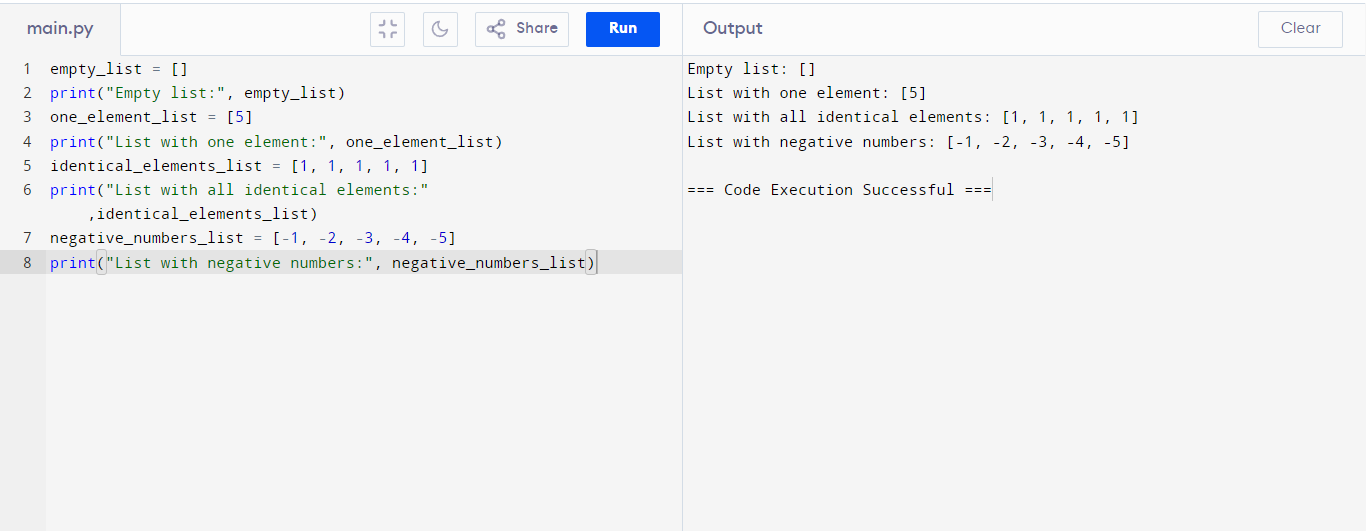 main.py
Share
Run
Output
Clear
1 empty_list = []
2 print("Empty list:", empty_list)
3 one_element_list = [5]
4 print("List with one element:", one_element_list)
5 identical_elements_list = [1, 1, 1, 1, 1]
6 print("List with all identical elements:"
,identical_elements_list)
7 negative_numbers_list = [-1, -2, -3, -4, -5]
8 print("List with negative numbers:", negative_numbers_list)
Empty list: []
List with one element: [5]
List with all identical elements: [1, 1, 1, 1, 1]
List with negative numbers: [-1, -2, -3, -4, -5]
=== Code Execution Successful ===